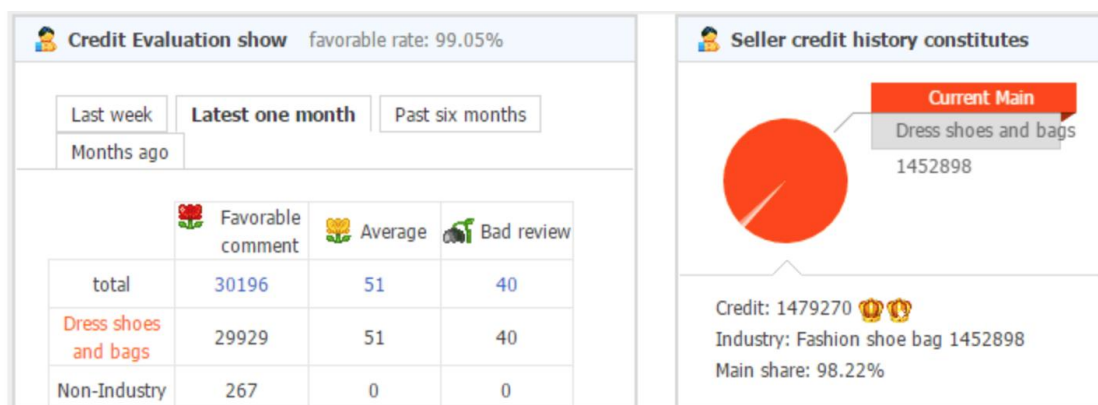 Credit Evaluation show favorable rate: 99.05%
Last week Latest one month Past six months
Months ago
Favorable
comment
Average
Bad review
total 30196 51 40
Dress shoes
and bags
29929 51 40
Non-Industry 267 0 0
Seller credit history constitutes
Current Main
Dress shoes and bags
1452898
Credit: 1479270
Industry: Fashion shoe bag 1452898
Main share: 98.22%